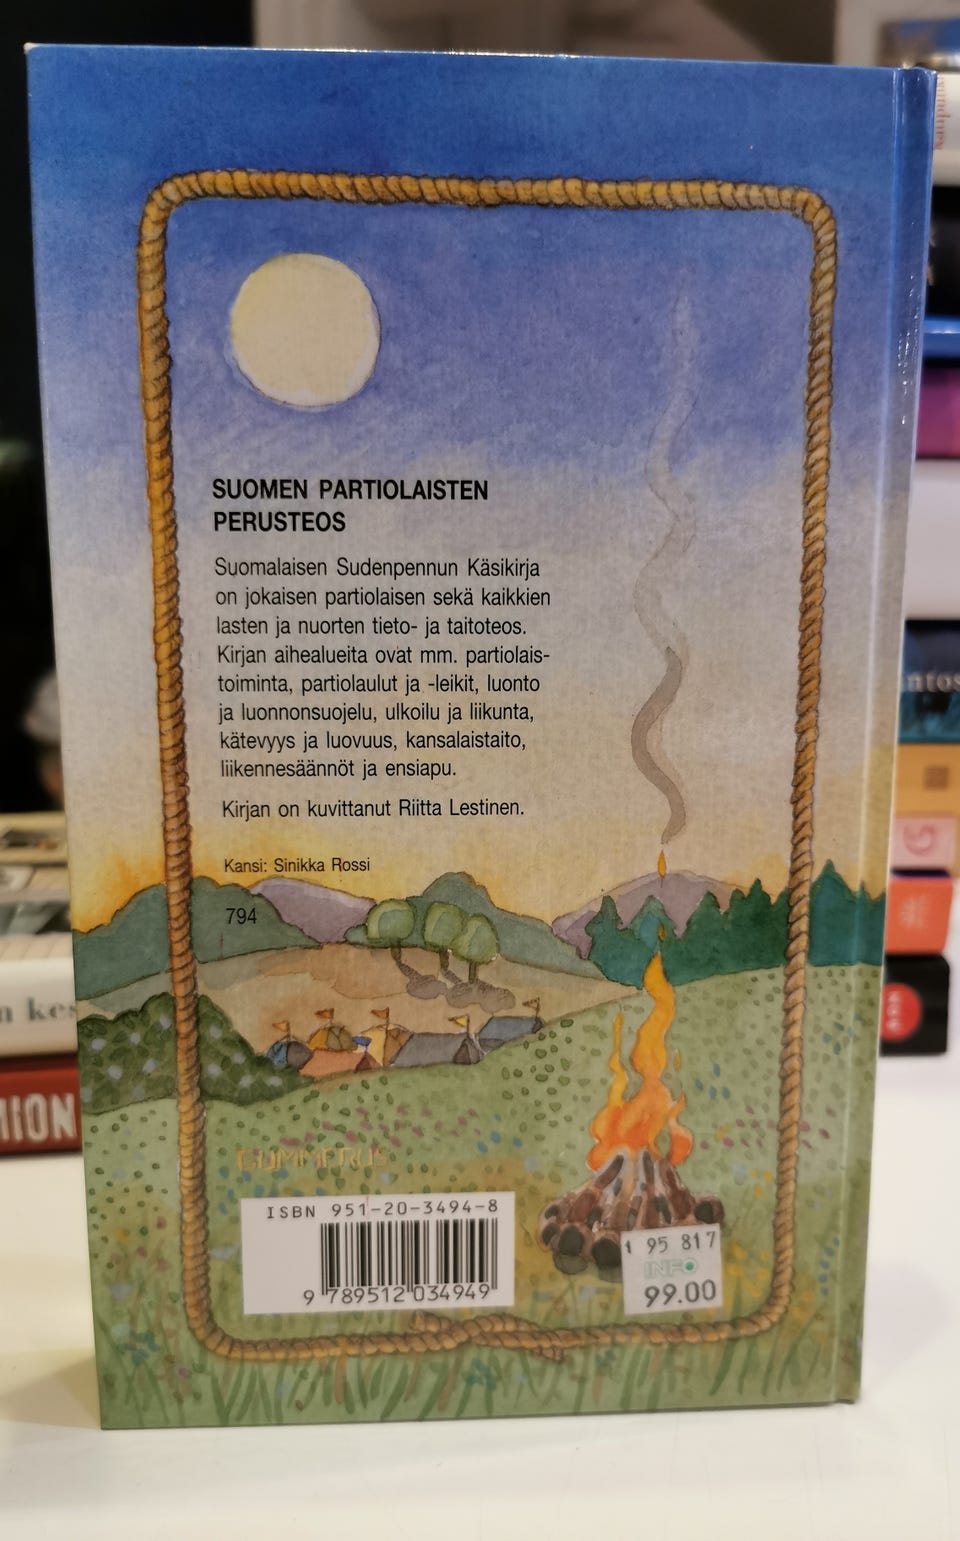 SUOMEN PARTIOLAISTEN
PERUSTEOS
Suomalaisen Sudenpennun Käsikirja
on jokaisen partiolaisen sekä kaikkien
lasten ja nuorten tieto- ja taitoteos.
Kirjan aihealueita ovat mm. partiolais-
toiminta, partiolaulut ja -leikit, luonto
ja luonnonsuojelu, ulkoilu ja liikunta,
kätevyys ja luovuus, kansalaistaito,
liikennesäännöt ja ensiapu.
Kirjan on kuvittanut Riitta Lestinen.
Kansi: Sinikka Rossi
794
GUMMERUS
ISBN 951-20-3494-8
9 789512 034949
1 95 817
INFO
99.00